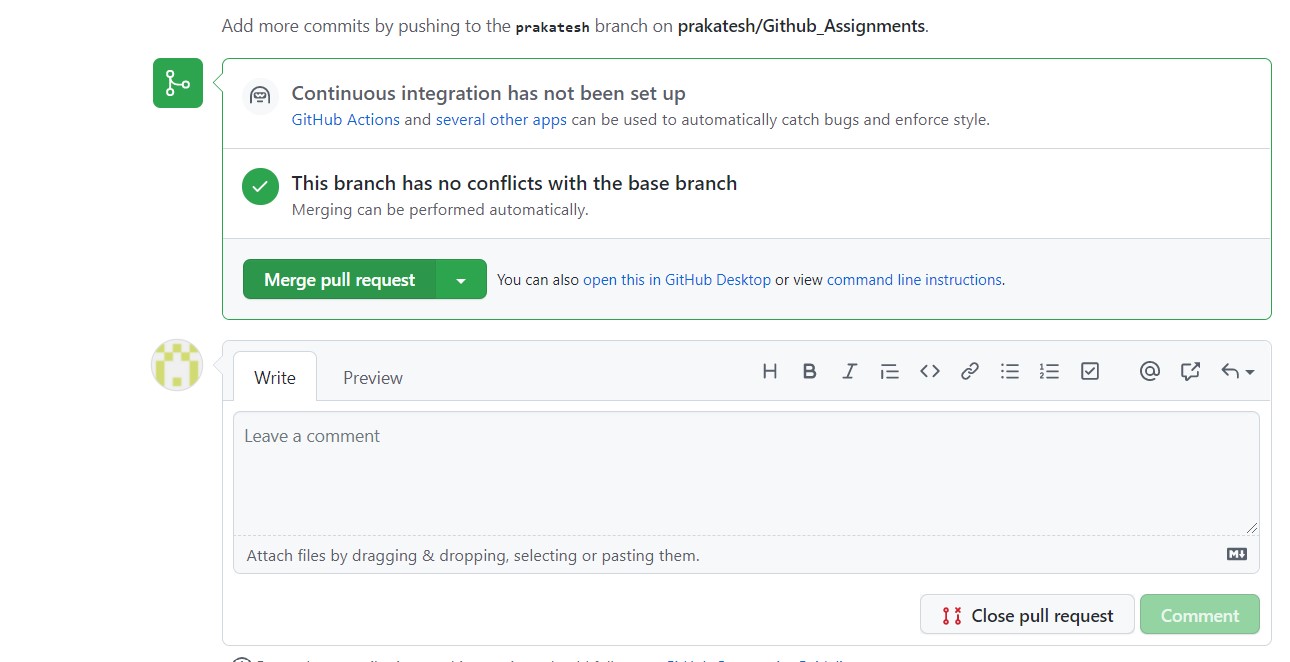 Add more commits by pushing to the prakatesh branch on prakatesh/Github_Assignments.
Continuous integration has not been set up
GitHub Actions and several other apps can be used to automatically catch bugs and enforce style.
This branch has no conflicts with the base branch
Merging can be performed automatically.
Merge pull request
You can also open this in GitHub Desktop or view command line instructions.
Write
Preview
Leave a comment
Attach files by dragging & dropping, selecting or pasting them.
Close pull request
Comment